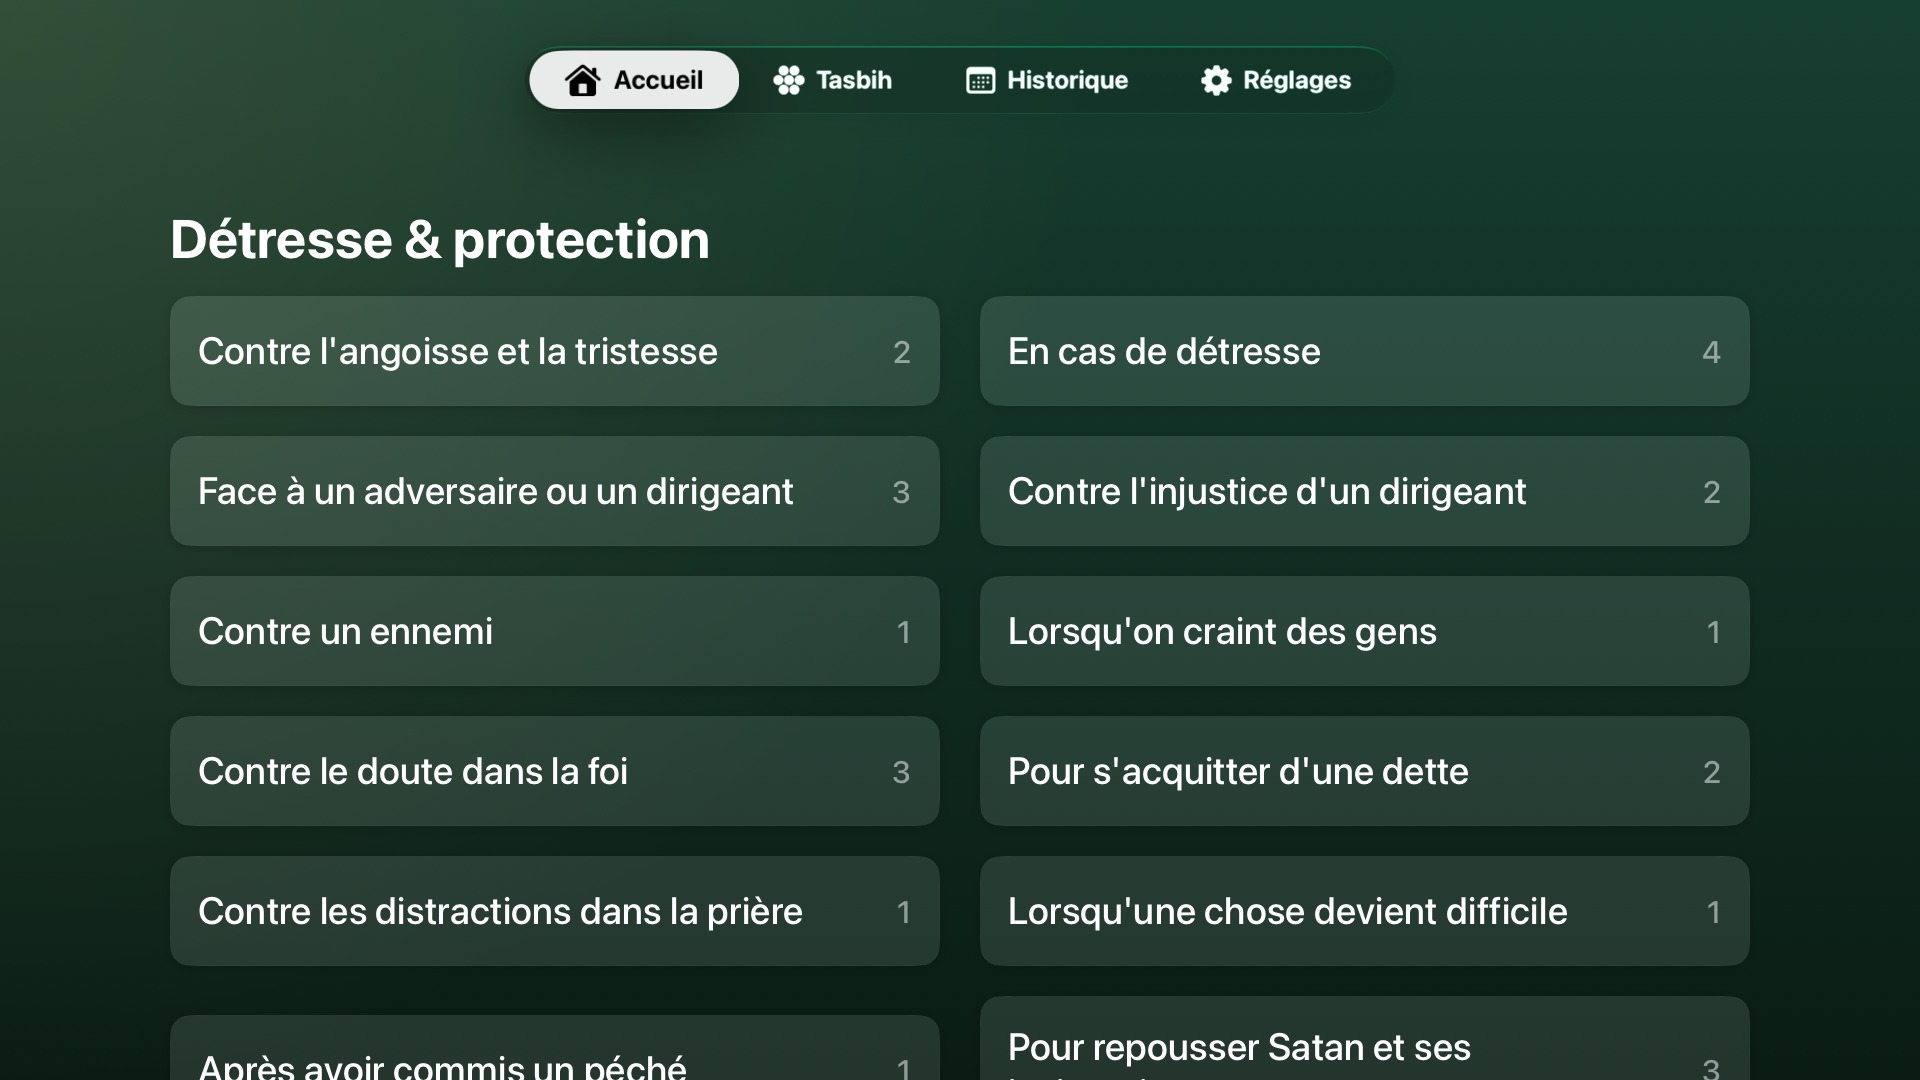 Accueil
Tasbih
Historique
Réglages
Détresse & protection
Contre l'angoisse et la tristesse 2
En cas de détresse 4
Face à un adversaire ou un dirigeant 3
Contre l'injustice d'un dirigeant 2
Contre un ennemi 1
Lorsqu'on craint des gens 1
Contre le doute dans la foi 3
Pour s'acquitter d'une dette 2
Contre les distractions dans la prière 1
Lorsqu'une chose devient difficile 1
Après avoir commis un péché 1
Pour repousser Satan et ses
3